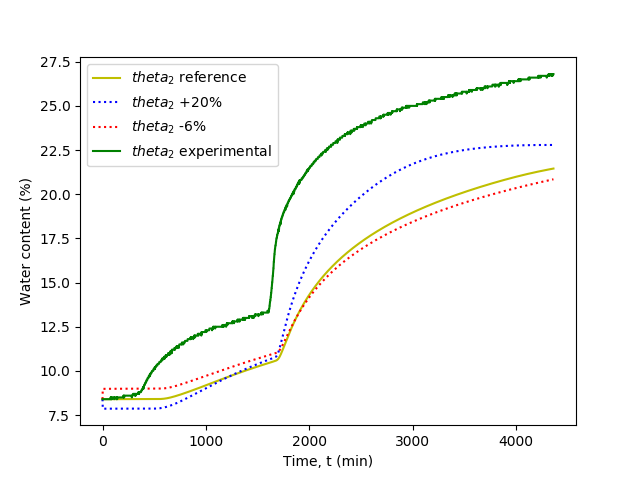 27.5
25.0
22.5
20.0
17.5
15.0
12.5
10.0
7.5
Water content (%)
theta₂ reference
theta₂ +20%
theta₂ -6%
theta₂ experimental
0 1000 2000 3000 4000
Time, t (min)